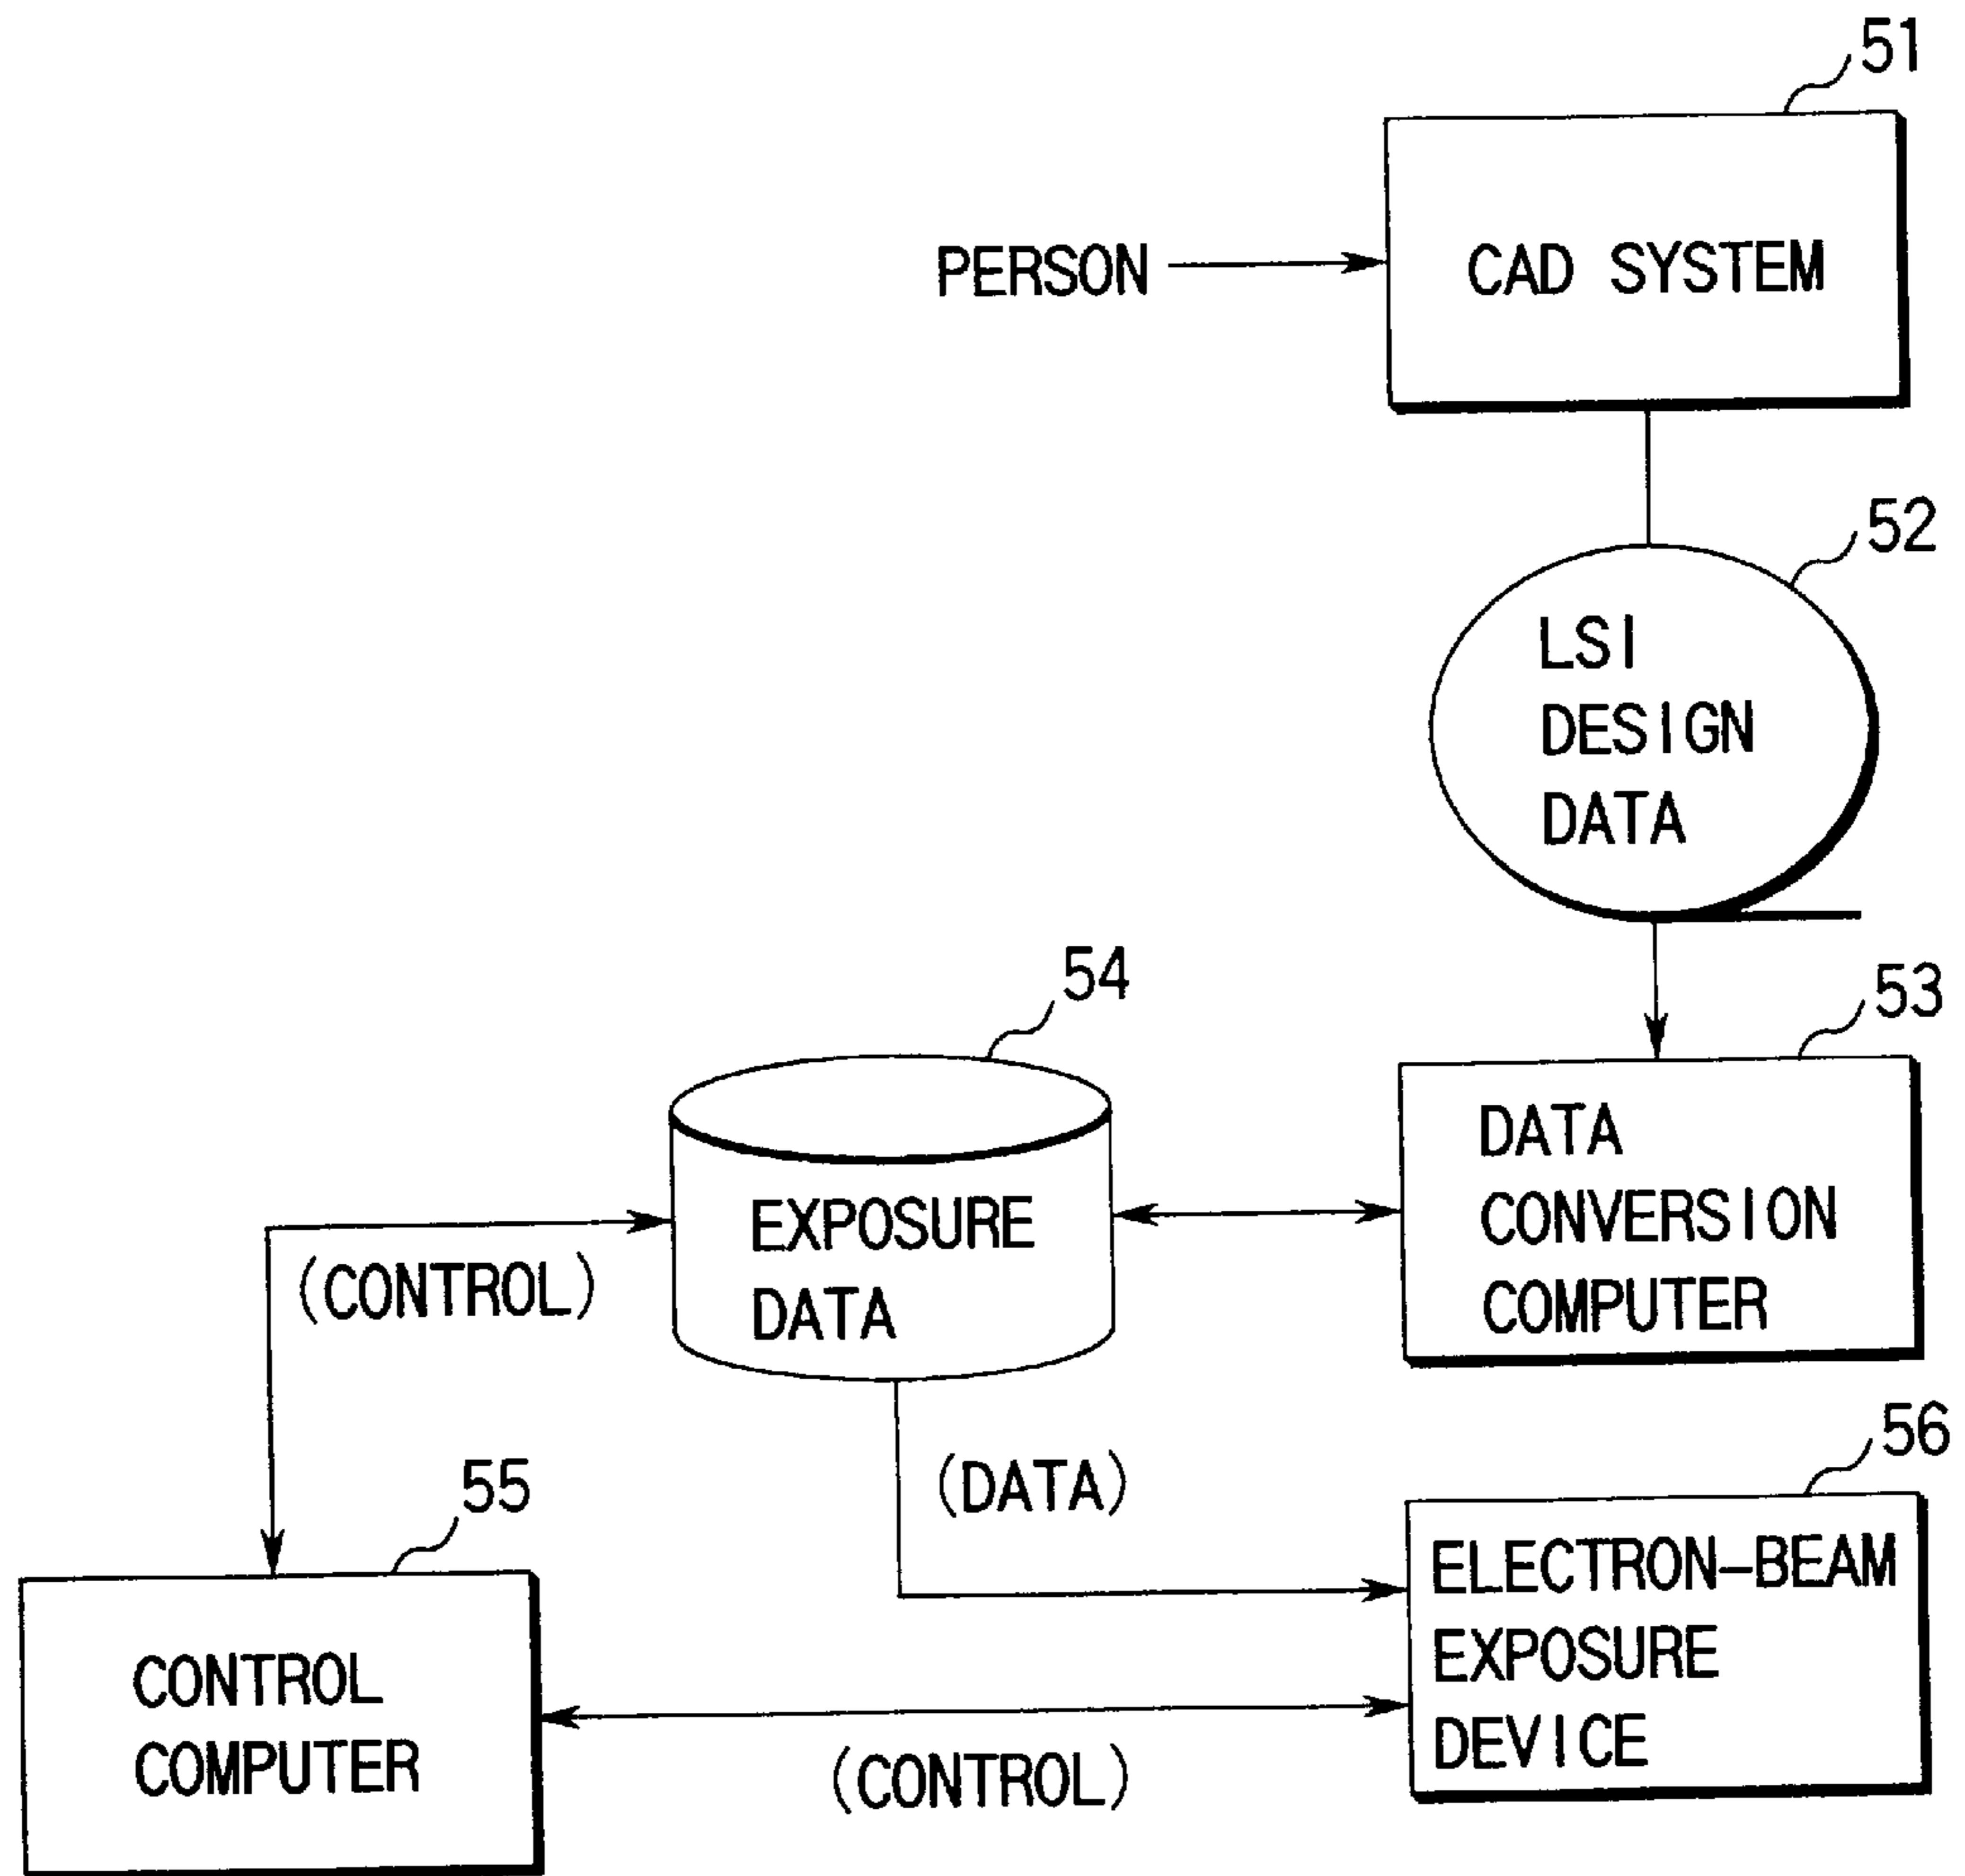 51
PERSON
CAD SYSTEM
52
LSI
DESIGN
DATA
54
53
EXPOSURE
DATA
DATA
CONVERSION
COMPUTER
(CONTROL)
55
(DATA)
56
CONTROL
COMPUTER
ELECTRON-BEAM
EXPOSURE
DEVICE
(CONTROL)